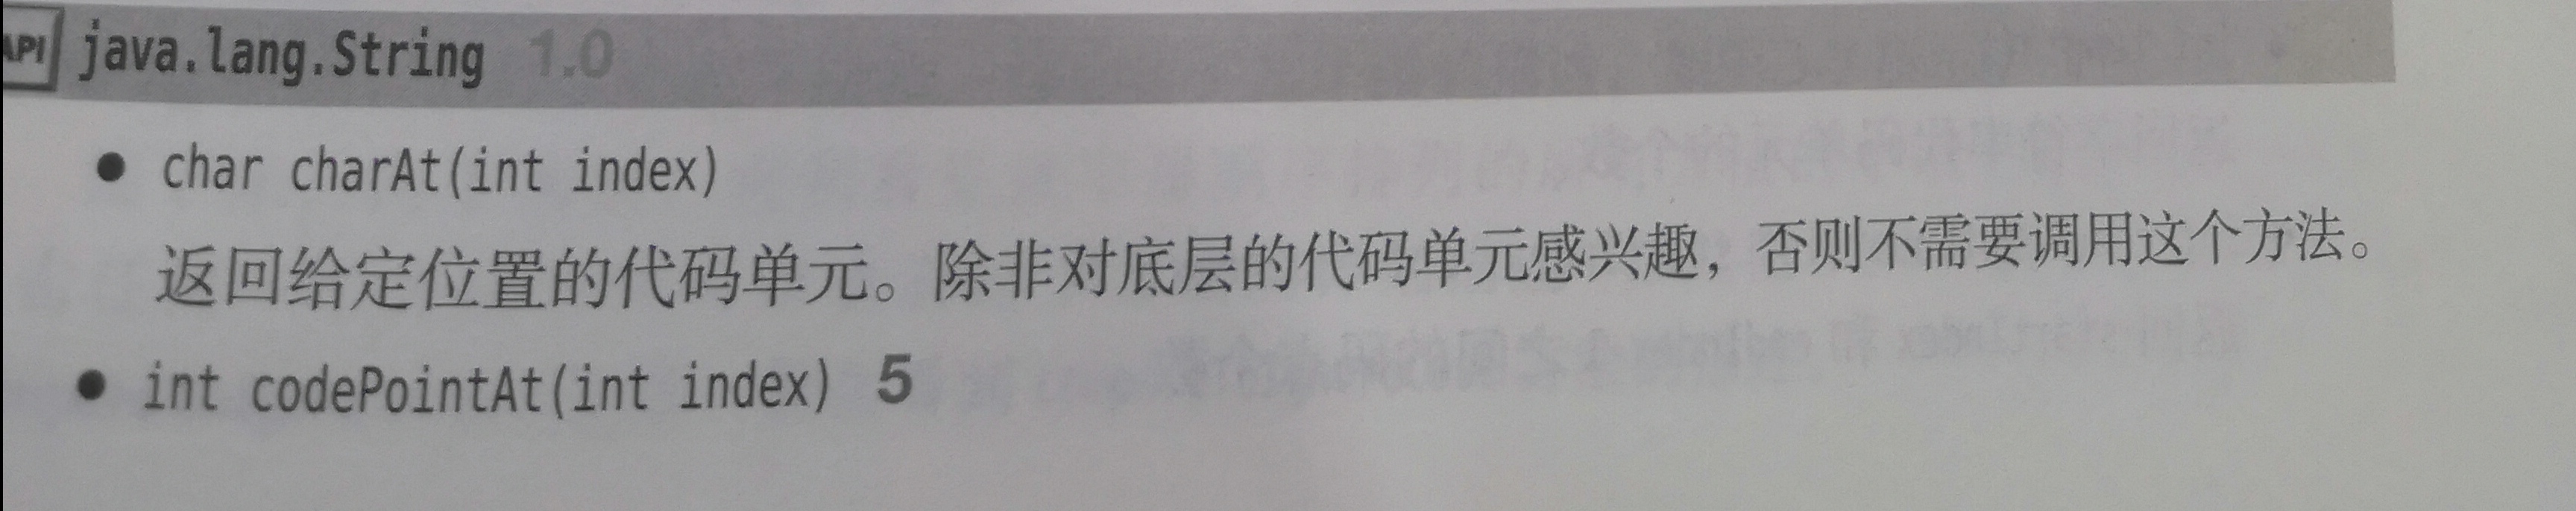 API java.lang.String 1.0
● char charAt(int index)
返回给定位置的代码单元。除非对底层的代码单元感兴趣，否则不需要调用这个方法。
● int codePointAt(int index) 5